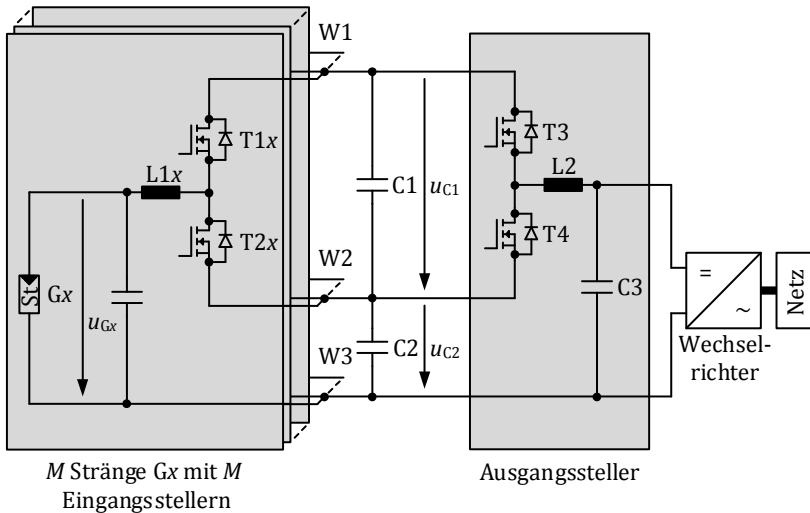 W1
T1x
L1x
T2x
St
Gx
uGx
W2
W3
C1
uC1
C2
uC2
T3
L2
T4
C3
=
~
Netz
Wechsel-
richter
M Stränge Gx mit M
Eingangsstellern
Ausgangssteller